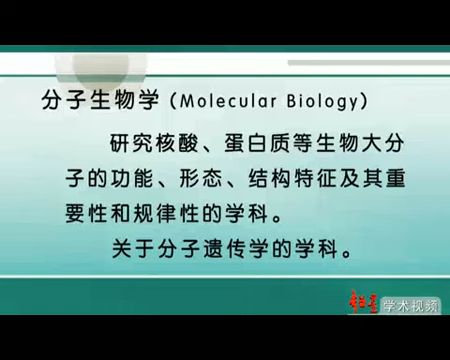 分子生物学 (Molecular Biology)
研究核酸、蛋白质等生物大分
子的功能、形态、结构特征及其重
要性和规律性的学科。
关于分子遗传学的学科。
学术视频